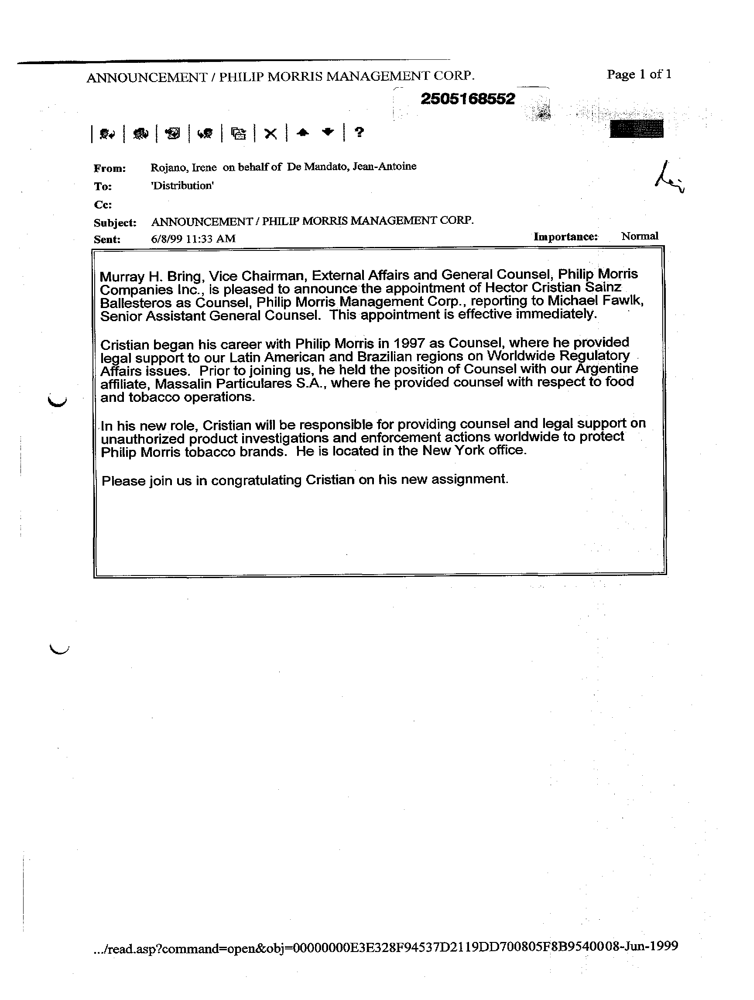 ANNOUNCEMENT / PHILIP MORRIS MANAGEMENT CORP. Page 1 of 1
2505168552
?
From: Rojano, Irene on behalf of De Mandato, Jean-Antoine
To: 'Distribution'
Cc:
Subject: ANNOUNCEMENT / PHILIP MORRIS MANAGEMENT CORP.
Sent: 6/8/99 11:33 AM Importance: Normal
Murray H. Bring, Vice Chairman, External Affairs and General Counsel, Philip Morris
Companies Inc., is pleased to announce the appointment of Hector Cristian Sainz
Ballesteros as Counsel, Philip Morris Management Corp., reporting to Michael Fawlk,
Senior Assistant General Counsel. This appointment is effective immediately.
Cristian began his career with Philip Morris in 1997 as Counsel, where he provided
legal support to our Latin American and Brazilian regions on Worldwide Regulatory
Affairs issues. Prior to joining us, he held the position of Counsel with our Argentine
affiliate, Massalin Particulares S.A., where he provided counsel with respect to food
and tobacco operations.
In his new role, Cristian will be responsible for providing counsel and legal support on
unauthorized product investigations and enforcement actions worldwide to protect
Philip Morris tobacco brands. He is located in the New York office.
Please join us in congratulating Cristian on his new assignment.
.../read.asp?command=open&obj=00000000E3E328F94537D2119DD700805F8B9540008-Jun-1999